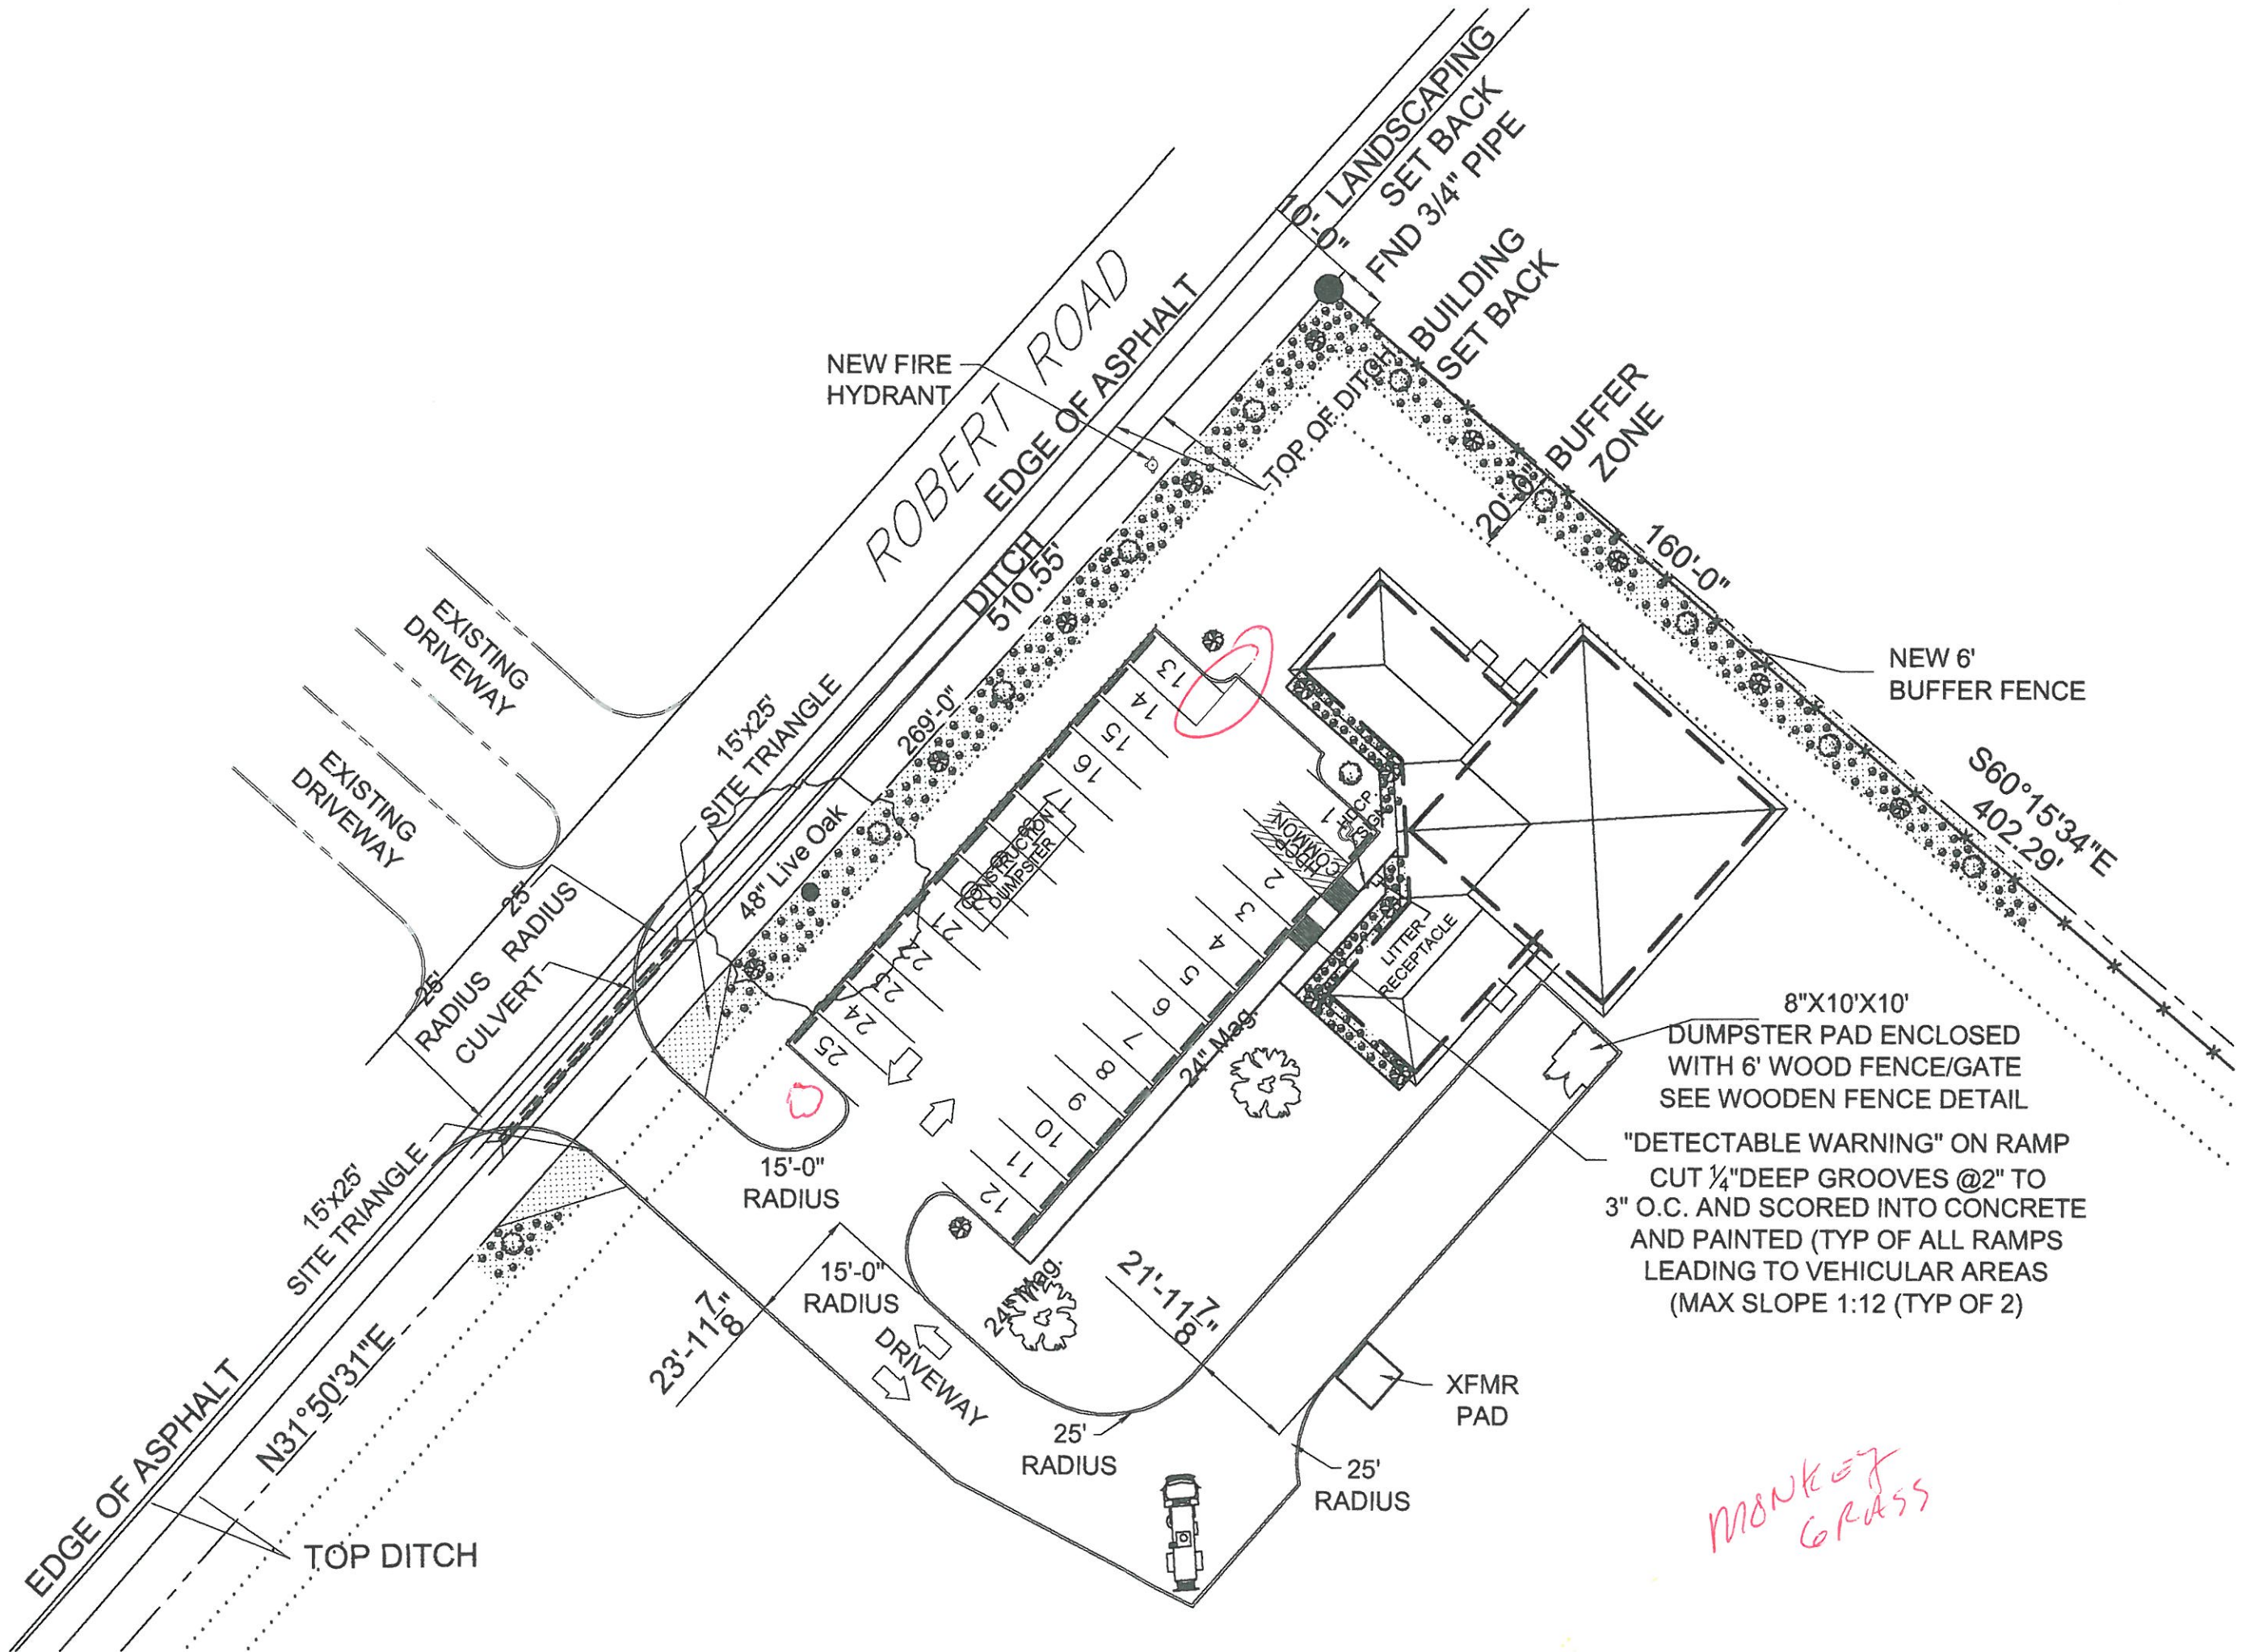 10'-0" LANDSCAPING
SET BACK
FND 3/4" PIPE
BUILDING
SET BACK
20'-0" BUFFER
ZONE
160'-0"
NEW 6'
BUFFER FENCE
S60°15'34"E
402.29'
NEW FIRE
HYDRANT
ROBERT ROAD
EDGE OF ASPHALT
TOP OF DITCH
DITCH
510.55'
269'-0"
EXISTING
DRIVEWAY
EXISTING
DRIVEWAY
15'x25'
SITE TRIANGLE
48" Live Oak
25'
RADIUS
25'
RADIUS
CULVERT
13
14
15
16
17
CONSTRUCTION
DUMPSTER
21
22
23
24
25
1
HDCP.
SIGN
HDCP
COMMON
2
3
4
5
6
7
8
9
10
11
12
LITTER
RECEPTACLE
24" Mag.
24" Mag.
8"X10'X10'
DUMPSTER PAD ENCLOSED
WITH 6' WOOD FENCE/GATE
SEE WOODEN FENCE DETAIL
"DETECTABLE WARNING" ON RAMP
CUT ¼"DEEP GROOVES @2" TO
3" O.C. AND SCORED INTO CONCRETE
AND PAINTED (TYP OF ALL RAMPS
LEADING TO VEHICULAR AREAS
(MAX SLOPE 1:12 (TYP OF 2)
15'-0"
RADIUS
15'-0"
RADIUS
15'x25'
SITE TRIANGLE
23'-11 7/8"
21'-11 7/8"
DRIVEWAY
25'
RADIUS
25'
RADIUS
XFMR
PAD
N31°50'31"E
EDGE OF ASPHALT
TOP DITCH
MONKEY
GRASS